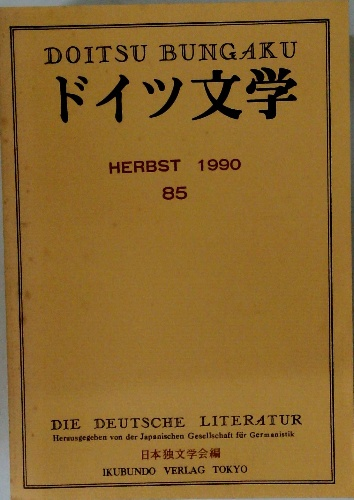 DOITSU BUNGAKU
ドイツ文学
HERBST 1990
85
DIE DEUTSCHE LITERATUR
Herausgegeben von der Japanischen Gesellschaft für Germanistik
日本独文学会編
IKUBUNDO VERLAG TOKYO